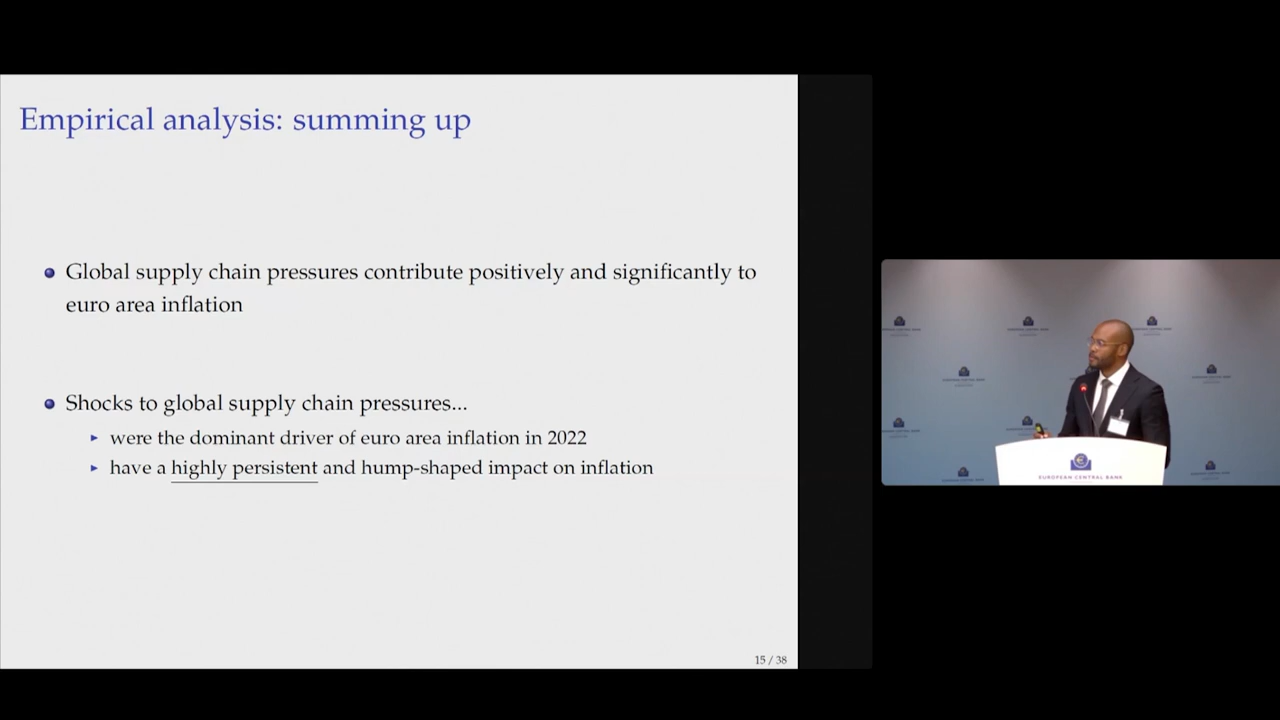 Empirical analysis: summing up
Global supply chain pressures contribute positively and significantly to
euro area inflation
Shocks to global supply chain pressures...
were the dominant driver of euro area inflation in 2022
have a highly persistent and hump-shaped impact on inflation
15 / 38
EUROPEAN CENTRAL BANK